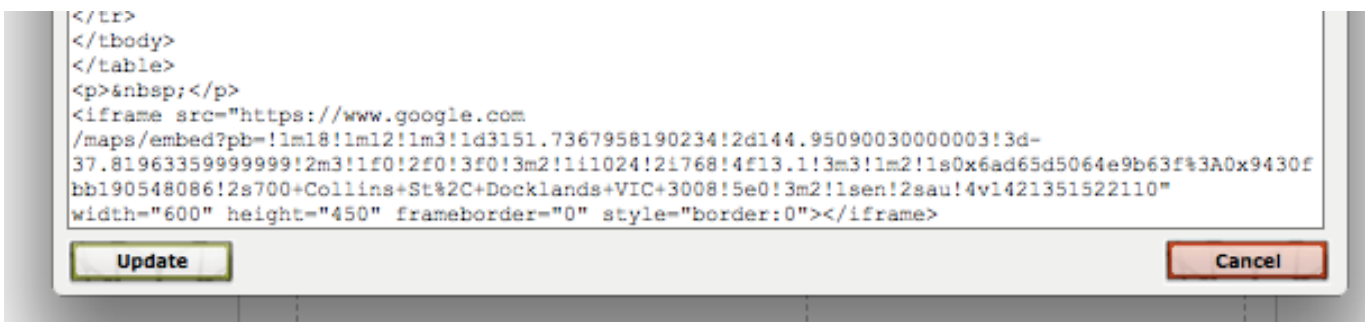 </tr>
</tbody>
</table>
<p>&nbsp;</p>
<iframe src="https://www.google.com
/maps/embed?pb=!1m18!1m12!1m3!1d3151.7367958190234!2d144.95090030000003!3d-
37.81963359999999!2m3!1f0!2f0!3f0!3m2!1i1024!2i768!4f13.1!3m3!1m2!1s0x6ad65d5064e9b63f%3A0x9430f
bb190548086!2s700+Collins+St%2C+Docklands+VIC+3008!5e0!3m2!1sen!2sau!4v1421351522110"
width="600" height="450" frameborder="0" style="border:0"></iframe>
Update
Cancel